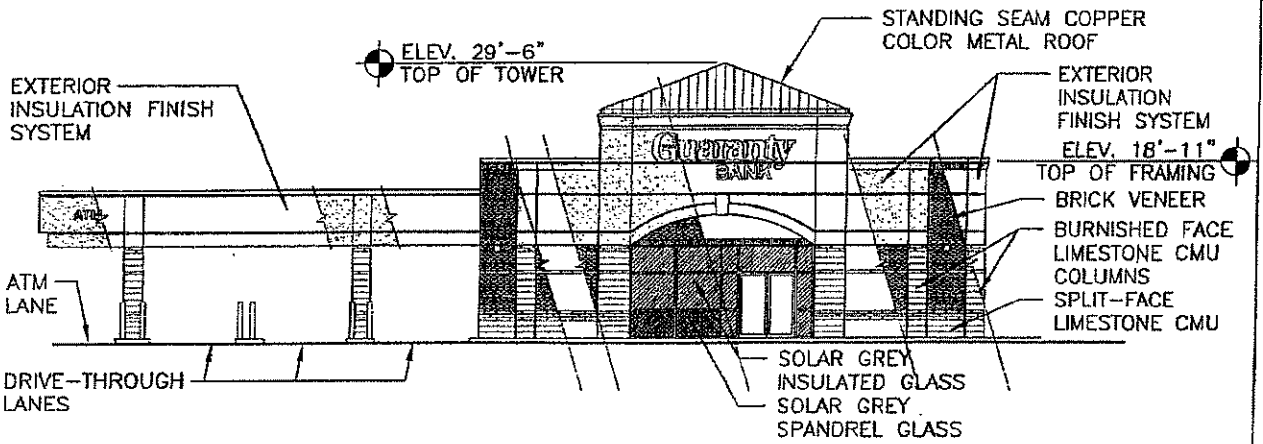 STANDING SEAM COPPER
COLOR METAL ROOF
ELEV. 29'-6"
TOP OF TOWER
EXTERIOR
INSULATION FINISH
SYSTEM
EXTERIOR
INSULATION
FINISH SYSTEM
ELEV. 18'-11"
TOP OF FRAMING
Guaranty
BANK
ATM
BRICK VENEER
BURNISHED FACE
LIMESTONE CMU
COLUMNS
SPLIT-FACE
LIMESTONE CMU
ATM
LANE
DRIVE-THROUGH
LANES
SOLAR GREY
INSULATED GLASS
SOLAR GREY
SPANDREL GLASS